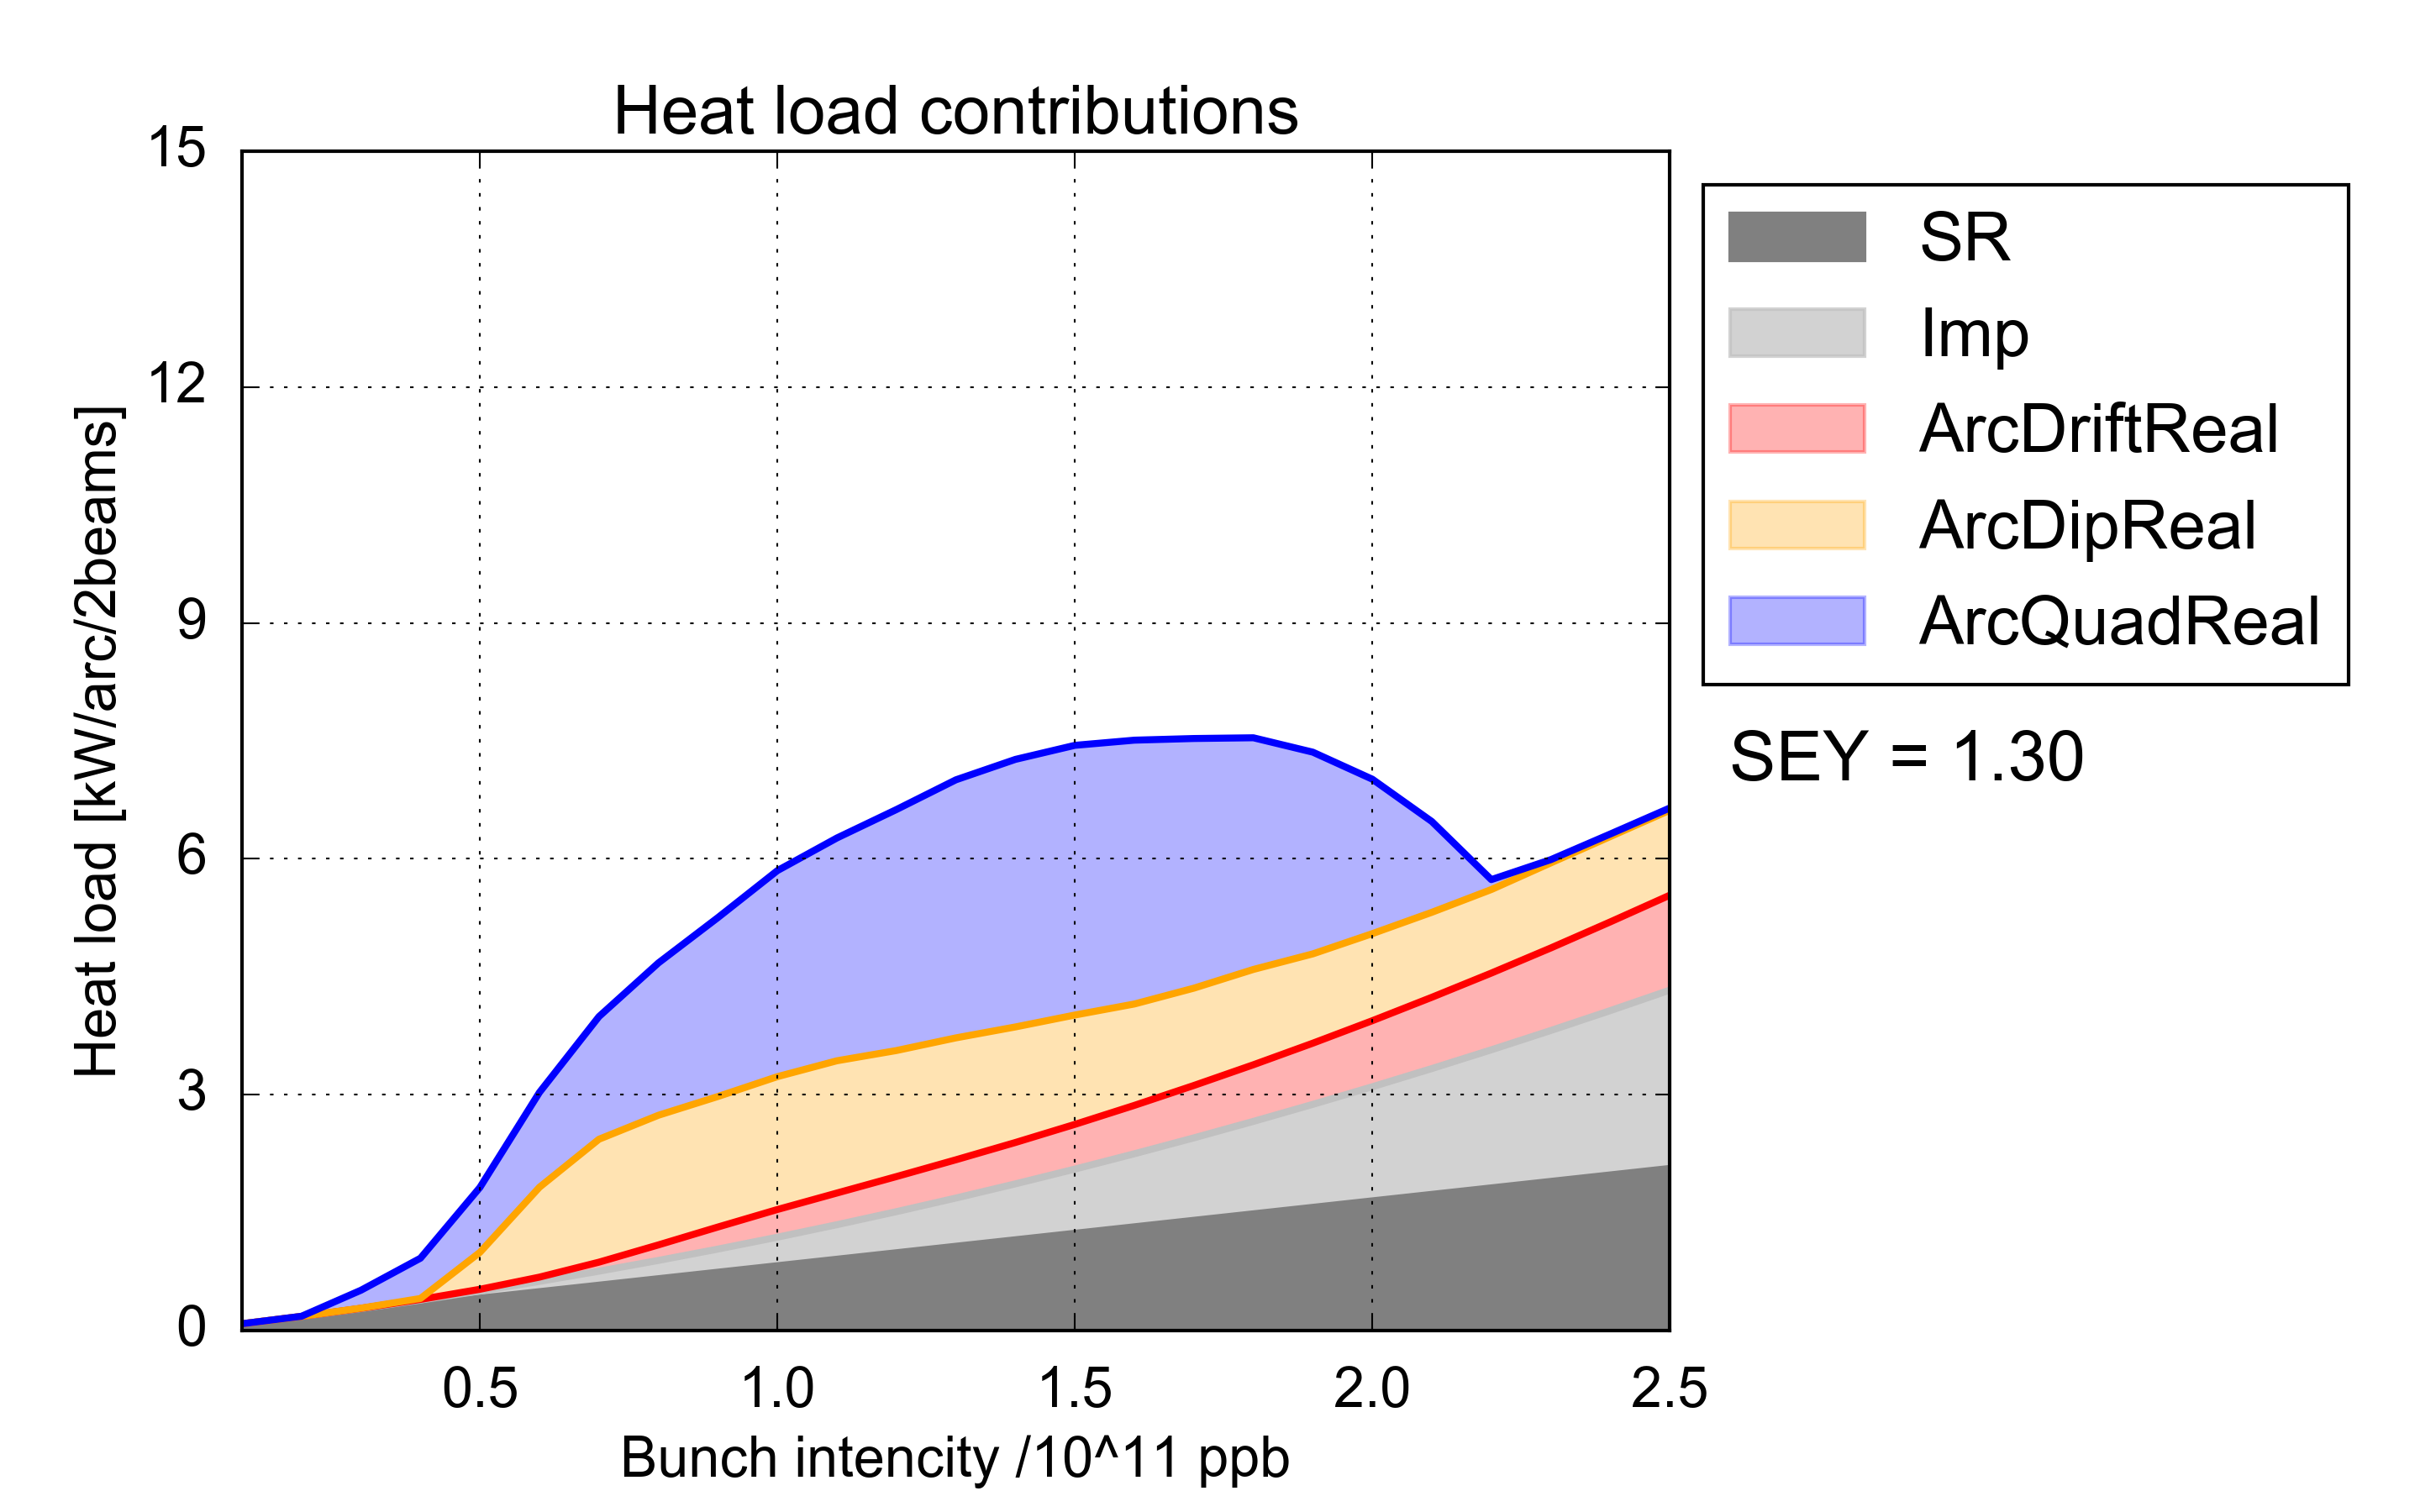 Heat load contributions
15
12
9
6
3
0
Heat load [kW/arc/2beams]
0.5 1.0 1.5 2.0 2.5
Bunch intencity /10^11 ppb
SR
Imp
ArcDriftReal
ArcDipReal
ArcQuadReal
SEY = 1.30